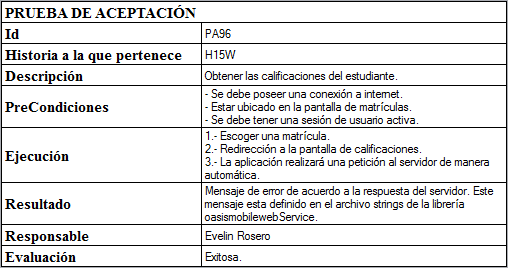 PRUEBA DE ACEPTACIÓN
Id PA96
Historia a la que pertenece H15W
Descripción Obtener las calificaciones del estudiante.
PreCondiciones
- Se debe poseer una conexión a internet.
- Estar ubicado en la pantalla de matrículas.
- Se debe tener una sesión de usuario activa.
Ejecución
1.- Escoger una matrícula.
2.- Redirección a la pantalla de calificaciones.
3.- La aplicación realizará una petición al servidor de manera
automática.
Resultado
Mensaje de error de acuerdo a la respuesta del servidor. Este
mensaje esta definido en el archivo strings de la librería
oasismobilewebService.
Responsable Evelin Rosero
Evaluación Exitosa.